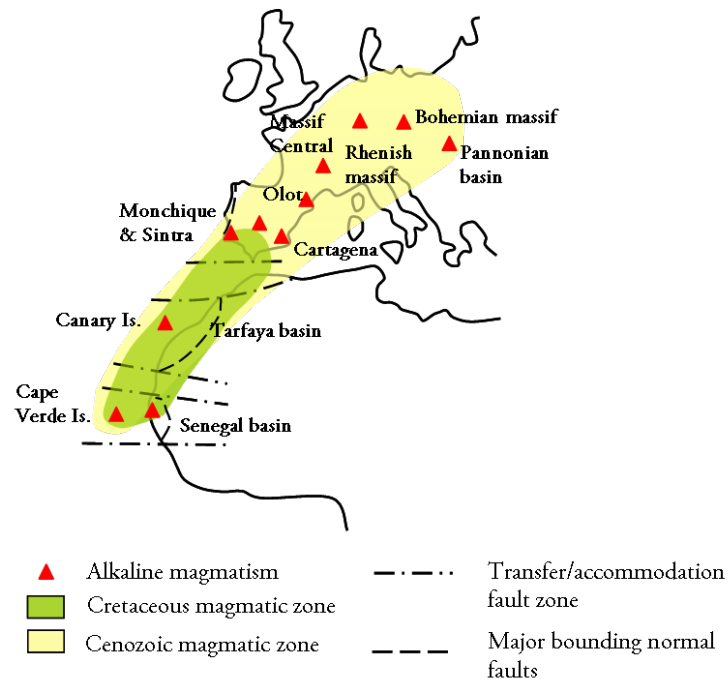 Massif
Central
Bohemian massif
Rhenish
massif
Pannonian
basin
Olot
Monchique
& Sintra
Cartagena
Canary Is.
Tarfaya basin
Cape
Verde Is.
Senegal basin
Alkaline magmatism
Cretaceous magmatic zone
Cenozoic magmatic zone
Transfer/accommodation
fault zone
Major bounding normal
faults